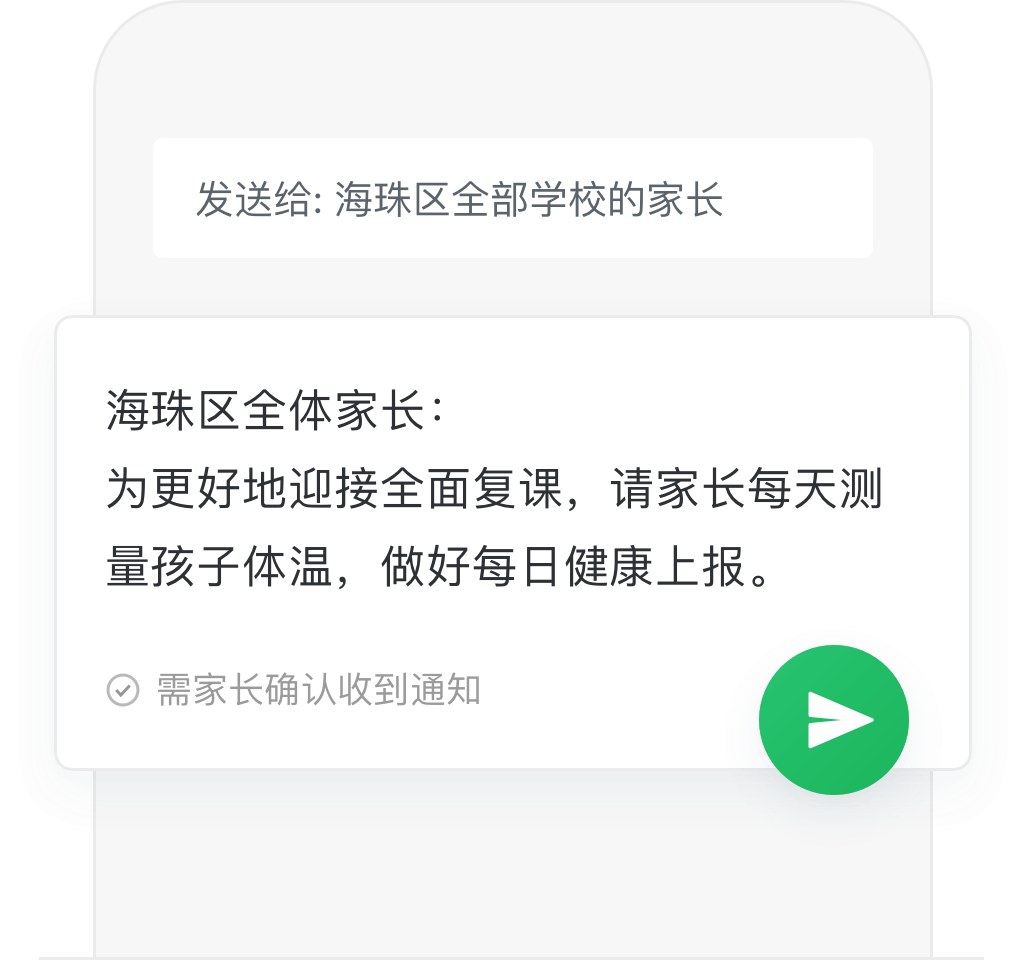 发送给: 海珠区全部学校的家长
海珠区全体家长：
为更好地迎接全面复课，请家长每天测
量孩子体温，做好每日健康上报。
需家长确认收到通知